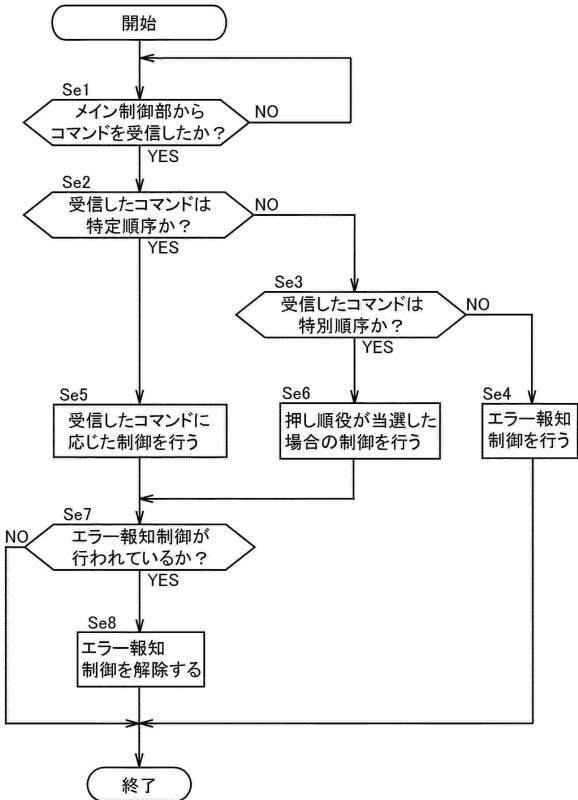 開始
Se1
メイン制御部から
コマンドを受信したか？
NO
YES
Se2
受信したコマンドは
特定順序か？
NO
YES
Se3
受信したコマンドは
特別順序か？
NO
YES
Se5
受信したコマンドに
応じた制御を行う
Se6
押し順役が当選した
場合の制御を行う
Se4
エラー報知
制御を行う
Se7
エラー報知制御が
行われているか？
NO
YES
Se8
エラー報知
制御を解除する
終了